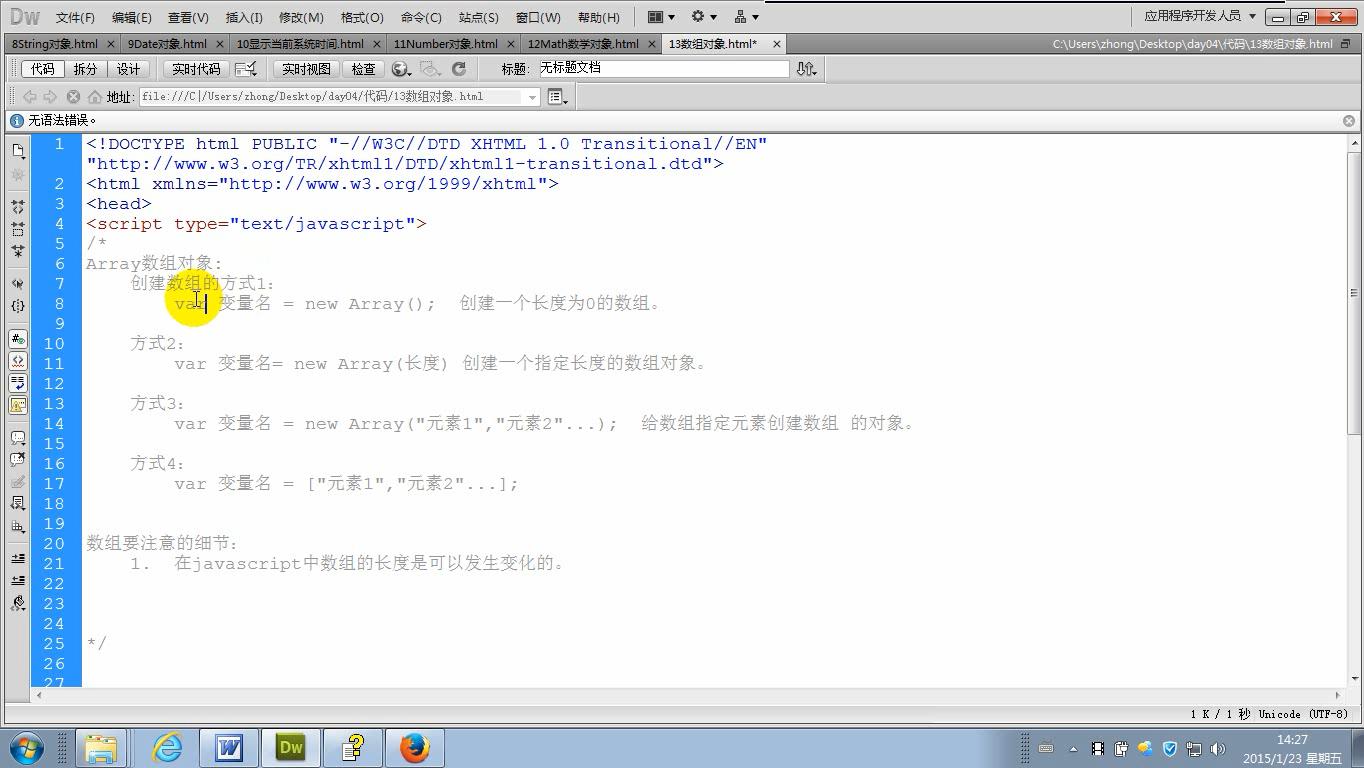 Dw 文件(F) 编辑(E) 查看(V) 插入(I) 修改(M) 格式(O) 命令(C) 站点(S) 窗口(W) 帮助(H) 应用程序开发人员
8String对象.html 9Date对象.html 10显示当前系统时间.html 11Number对象.html 12Math数学对象.html 13数组对象.html* C:\Users\zhong\Desktop\day04\代码\13数组对象.html
代码 拆分 设计 实时代码 实时视图 检查 标题: 无标题文档
地址: file:///C|/Users/zhong/Desktop/day04/代码/13数组对象.html
无语法错误。
1 <!DOCTYPE html PUBLIC "-//W3C//DTD XHTML 1.0 Transitional//EN"
"http://www.w3.org/TR/xhtml1/DTD/xhtml1-transitional.dtd">
2 <html xmlns="http://www.w3.org/1999/xhtml">
3 <head>
4 <script type="text/javascript">
5 /*
6 Array数组对象:
7 创建数组的方式1:
8 var 变量名 = new Array(); 创建一个长度为0的数组。
9
10 方式2:
11 var 变量名= new Array(长度) 创建一个指定长度的数组对象。
12
13 方式3:
14 var 变量名 = new Array("元素1","元素2"...); 给数组指定元素创建数组 的对象。
15
16 方式4:
17 var 变量名 = ["元素1","元素2"...];
18
19
20 数组要注意的细节:
21 1. 在javascript中数组的长度是可以发生变化的。
22
23
24
25 */
26
27
1 K / 1 秒 Unicode (UTF-8)
Dw
14:27
2015/1/23 星期五